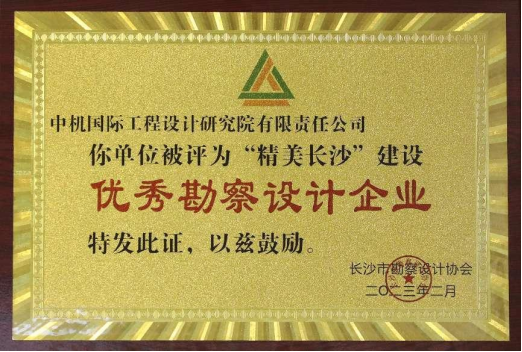 中机国际工程设计研究院有限责任公司
你单位被评为“精美长沙”建设
优秀勘察设计企业
特发此证，以兹鼓励。
长沙市勘察设计协会
二〇二三年二月